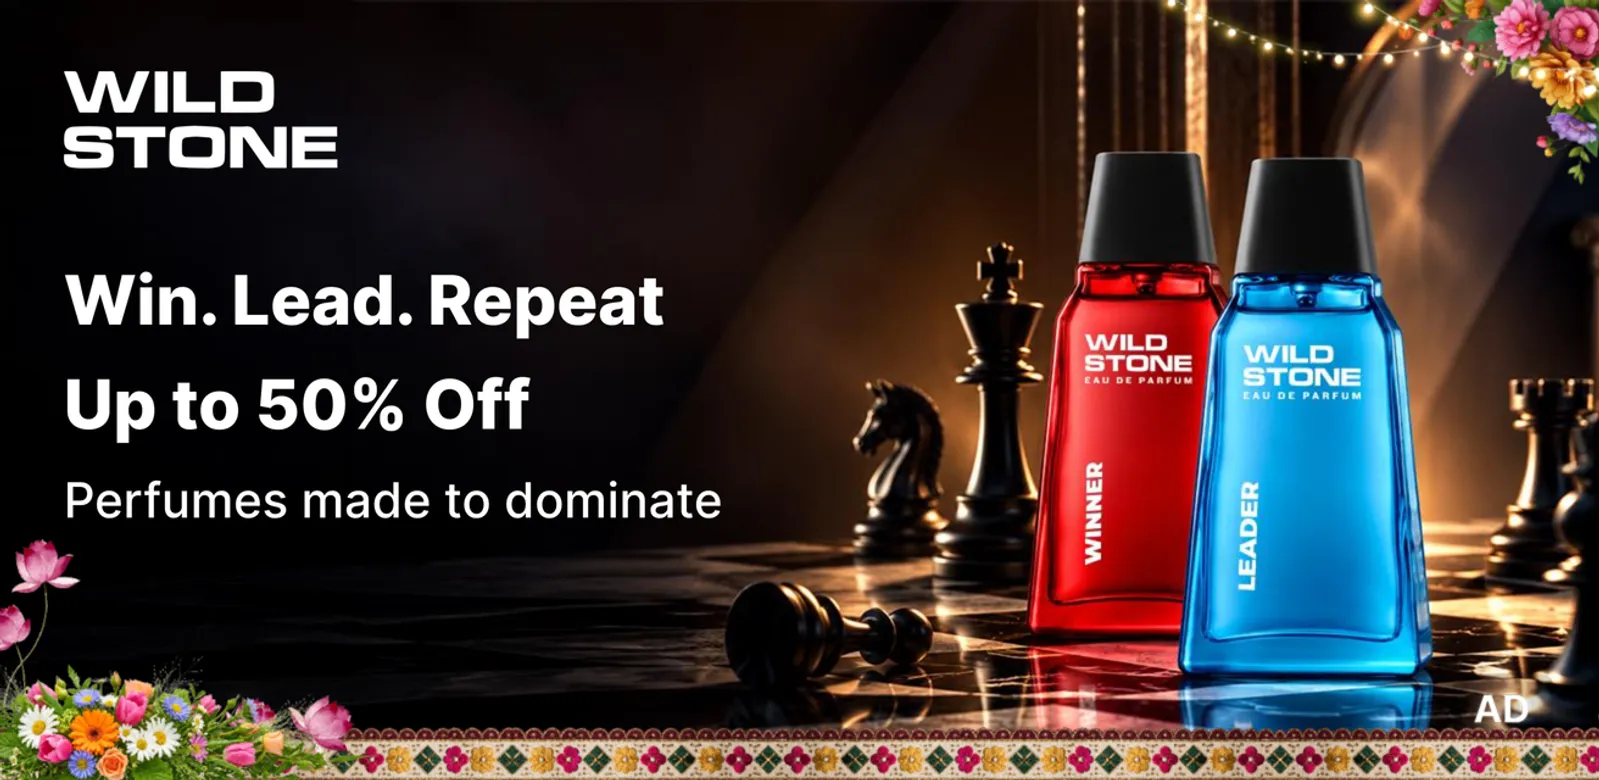 WILD
STONE
Win. Lead. Repeat
Up to 50% Off
Perfumes made to dominate
WILD
STONE
EAU DE PARFUM
WINNER
WILD
STONE
EAU DE PARFUM
LEADER
AD